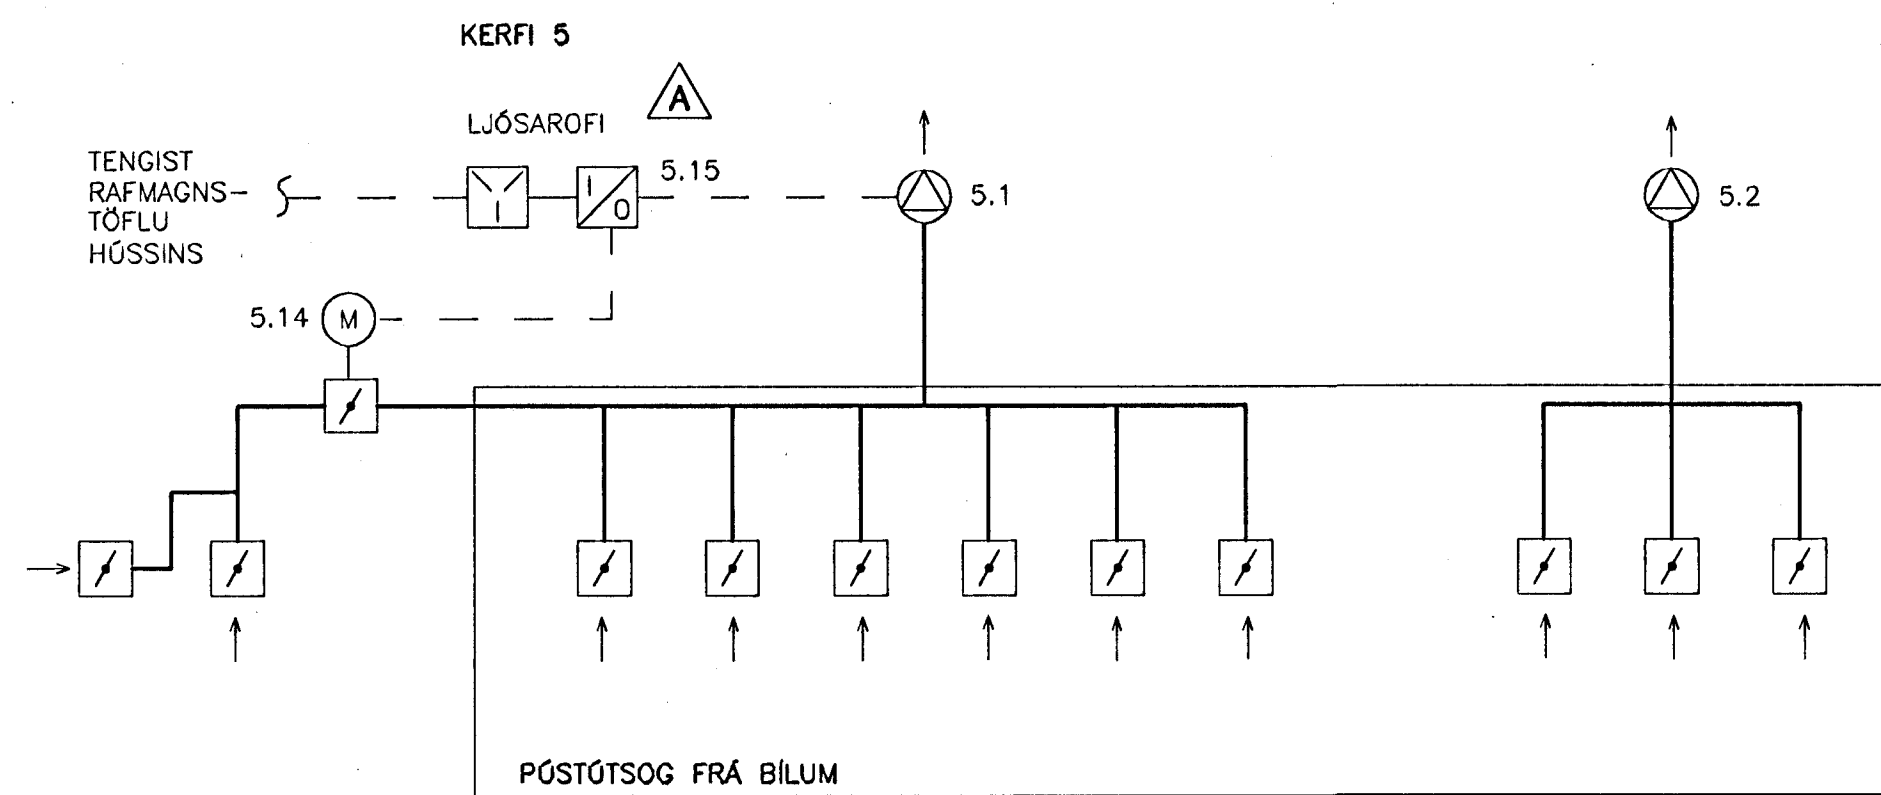 KERFI 5
A
LJÓSAROFI
TENGIST
RAFMAGNS-
TÖFLU
HÚSSINS
I
O
5.15
5.1
5.2
5.14
M
PÚSTÚTSOG FRÁ BÍLUM